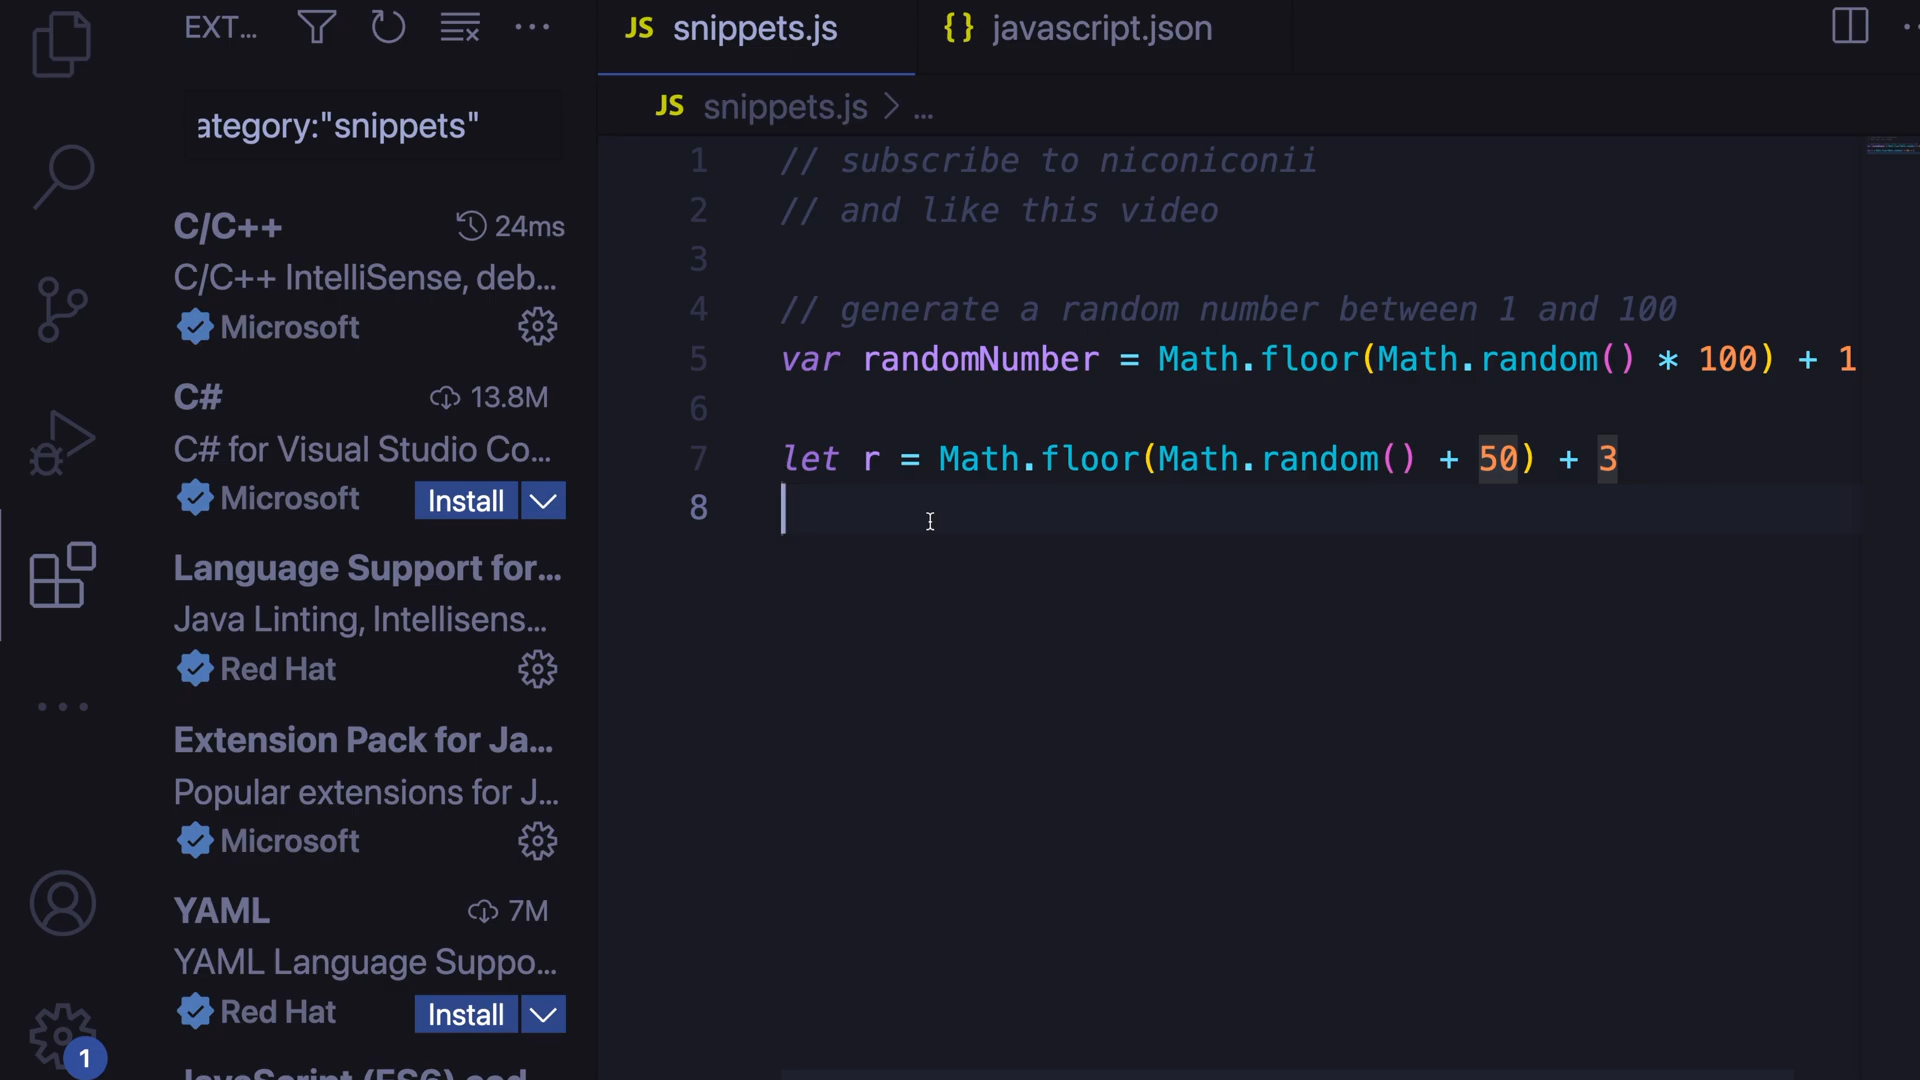 EXT...
JS snippets.js
{} javascript.json
ategory:"snippets"
JS snippets.js > ...
C/C++ 24ms
C/C++ IntelliSense, deb...
Microsoft
C# 13.8M
C# for Visual Studio Co...
Microsoft Install
Language Support for...
Java Linting, Intellisens...
Red Hat
Extension Pack for Ja...
Popular extensions for J...
Microsoft
YAML 7M
YAML Language Suppo...
Red Hat Install
1
1 // subscribe to niconiconii
2 // and like this video
3
4 // generate a random number between 1 and 100
5 var randomNumber = Math.floor(Math.random() * 100) + 1
6
7 let r = Math.floor(Math.random() + 50) + 3
8